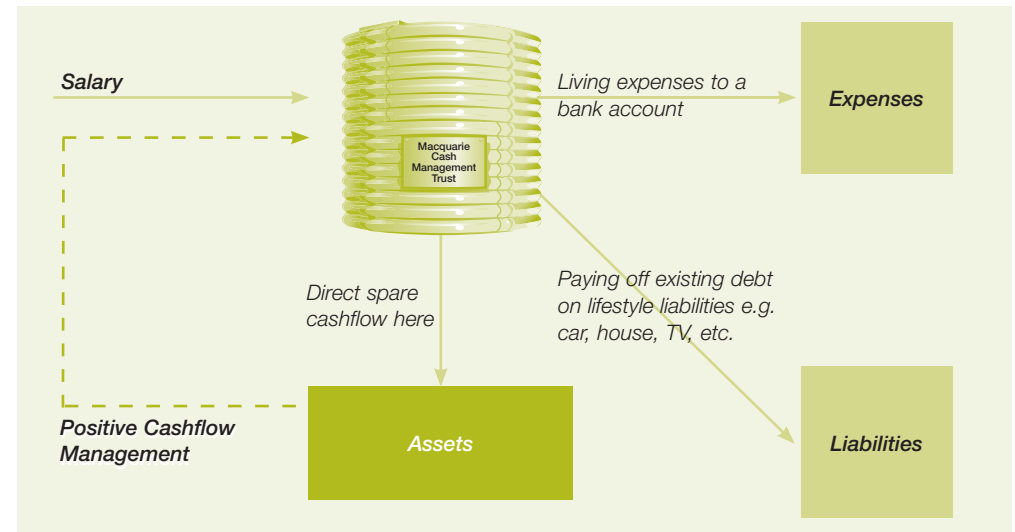 Salary
Macquarie
Cash
Management
Trust
Living expenses to a
bank account
Expenses
Direct spare
cashflow here
Paying off existing debt
on lifestyle liabilities e.g.
car, house, TV, etc.
Positive Cashflow
Management
Assets
Liabilities